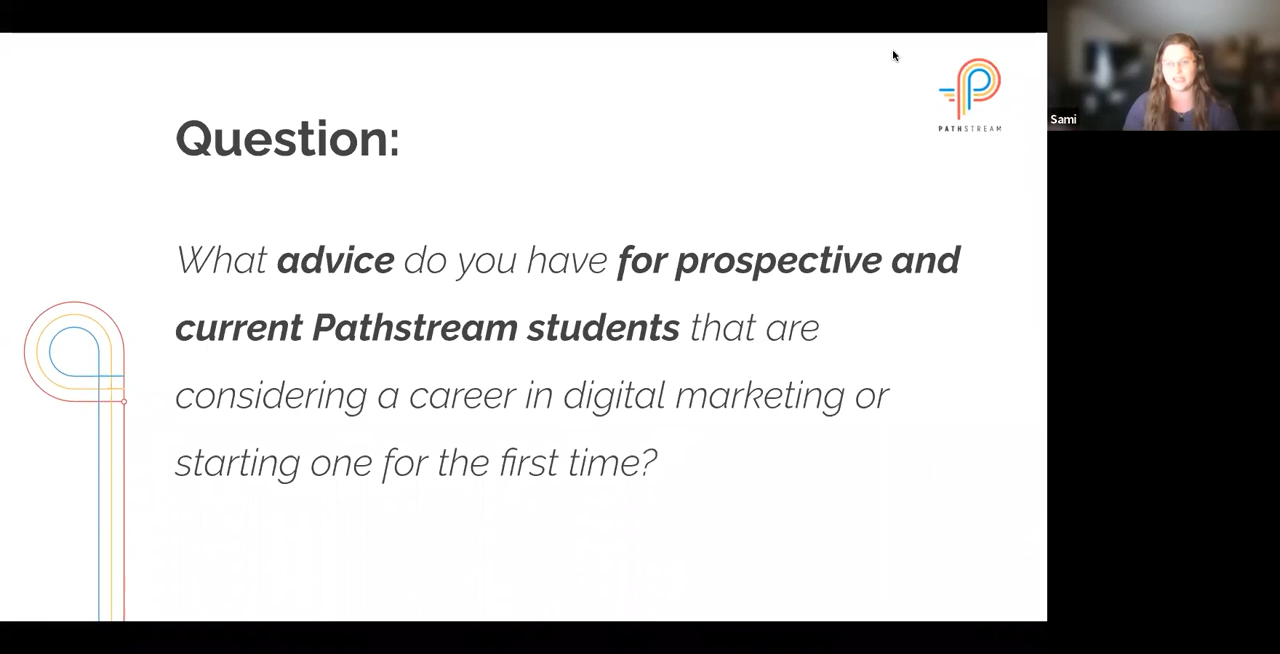 Question:
What advice do you have for prospective and
current Pathstream students that are
considering a career in digital marketing or
starting one for the first time?
PATHSTREAM
Sami